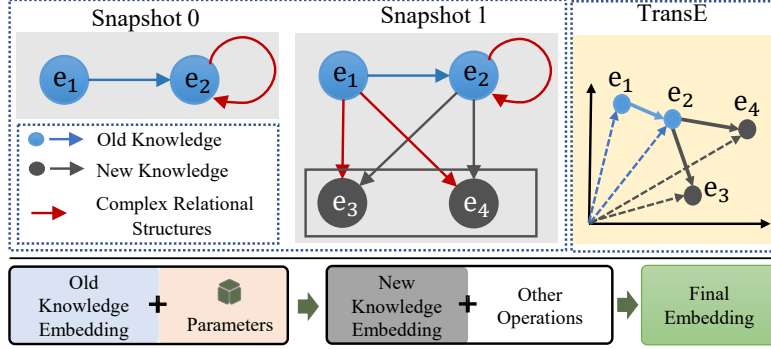 Snapshot 0
e1
e2
Old Knowledge
New Knowledge
Complex Relational
Structures
Snapshot 1
e1
e2
e3
e4
TransE
e1
e2
e4
e3
Old
Knowledge
Embedding
+
Parameters
New
Knowledge
Embedding
+
Other
Operations
Final
Embedding